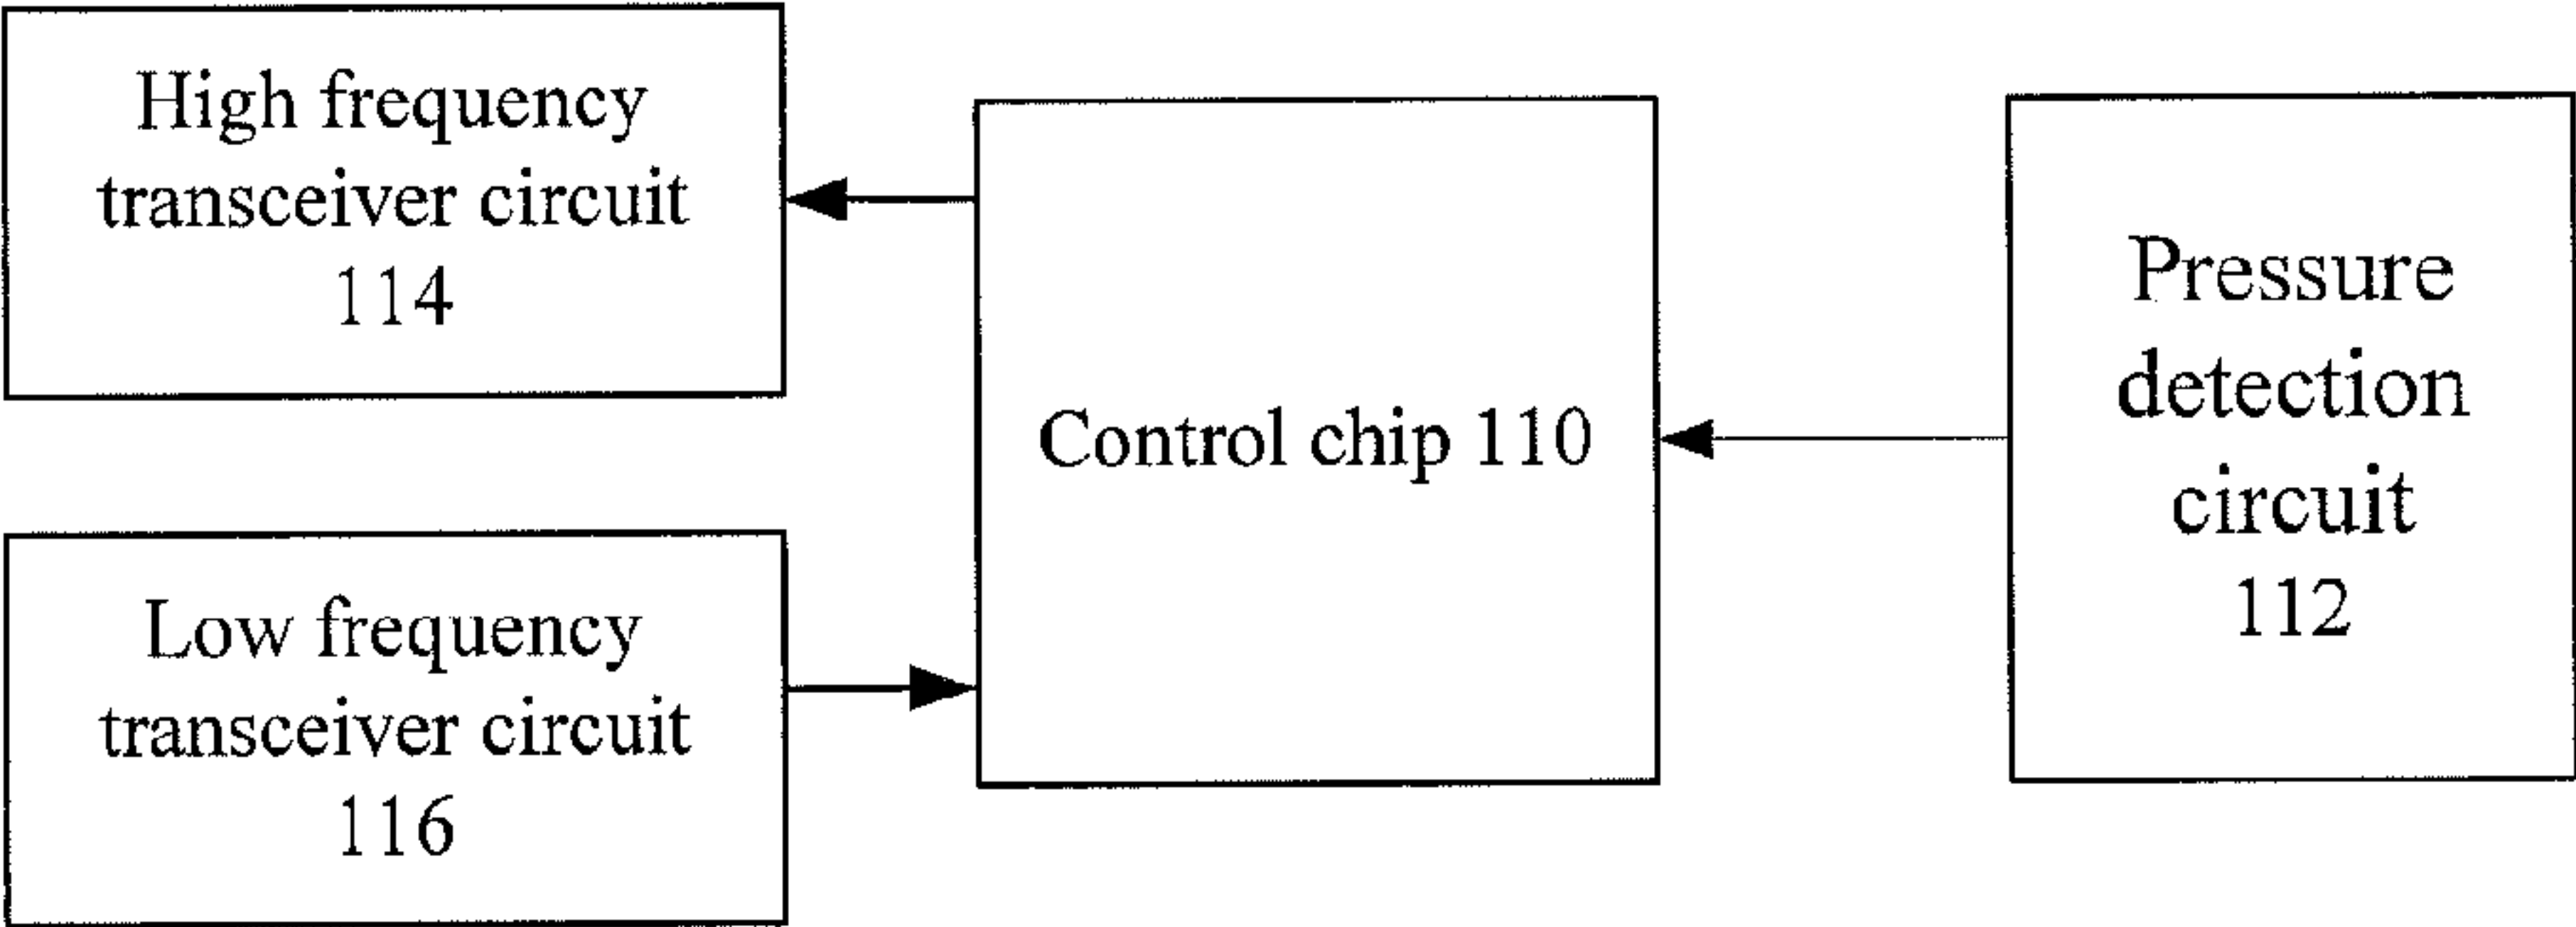 High frequency
transceiver circuit
114
Low frequency
transceiver circuit
116
Control chip 110
Pressure
detection
circuit
112